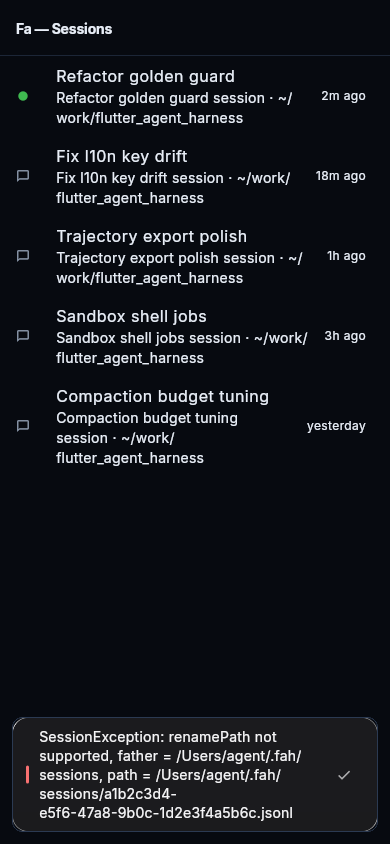 Fa — Sessions
Refactor golden guard
Refactor golden guard session · ~/
work/flutter_agent_harness
2m ago
Fix l10n key drift
Fix l10n key drift session · ~/work/
flutter_agent_harness
18m ago
Trajectory export polish
Trajectory export polish session · ~/
work/flutter_agent_harness
1h ago
Sandbox shell jobs
Sandbox shell jobs session · ~/work/
flutter_agent_harness
3h ago
Compaction budget tuning
Compaction budget tuning
session · ~/work/
flutter_agent_harness
yesterday
SessionException: renamePath not
supported, father = /Users/agent/.fah/
sessions, path = /Users/agent/.fah/
sessions/a1b2c3d4-
e5f6-47a8-9b0c-1d2e3f4a5b6c.jsonl